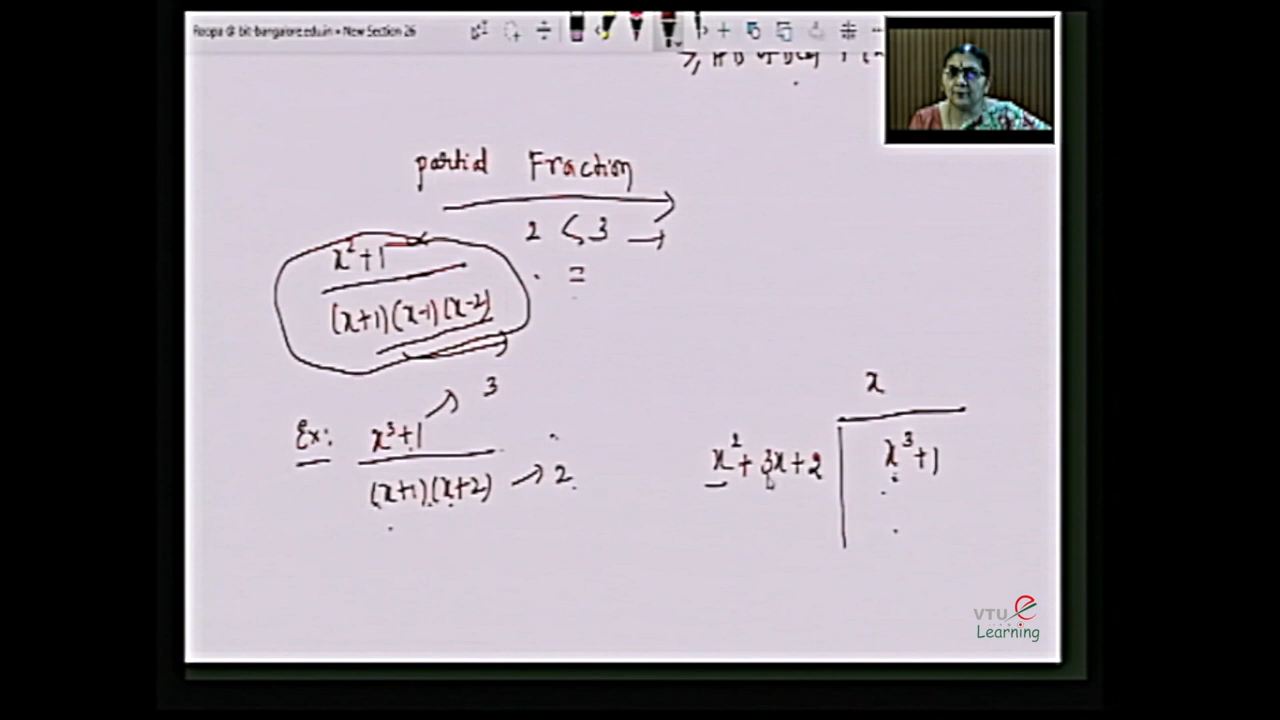 Roopa @ bit-bangalore.edu.in • New Section 26
partial Fraction
2 < 3 →
=
x²+1
(x+1)(x-1)(x-2)
3
Ex: x³+1
(x+1)(x+2) → 2
x
x²+3x+2 x³+1
VTU e
Learning